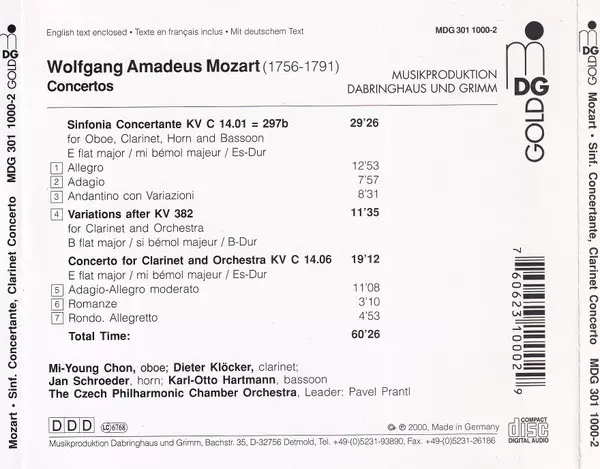 English text enclosed • Texte en français inclus • Mit deutschem Text
MDG 301 1000-2
Wolfgang Amadeus Mozart (1756-1791)
Concertos
MUSIKPRODUKTION
DABRINGHAUS UND GRIMM
DG
GOLD
Sinfonia Concertante KV C 14.01 = 297b 29'26
for Oboe, Clarinet, Horn and Bassoon
E flat major / mi bémol majeur / Es-Dur
1 Allegro 12'53
2 Adagio 7'57
3 Andantino con Variazioni 8'31
4 Variations after KV 382 11'35
for Clarinet and Orchestra
B flat major / si bémol majeur / B-Dur
Concerto for Clarinet and Orchestra KV C 14.06 19'12
E flat major / mi bémol majeur / Es-Dur
5 Adagio-Allegro moderato 11'08
6 Romanze 3'10
7 Rondo. Allegretto 4'53
Total Time: 60'26
Mi-Young Chon, oboe; Dieter Klöcker, clarinet;
Jan Schroeder, horn; Karl-Otto Hartmann, bassoon
The Czech Philharmonic Chamber Orchestra, Leader: Pavel Prantl
DDD
LC 6768
℗ 2000, Made in Germany
COMPACT
disc
DIGITAL AUDIO
Musikproduktion Dabringhaus und Grimm, Bachstr. 35, D-32756 Detmold, Tel. +49-(0)5231-93890, Fax. +49-(0)5231-26186
7 60623 10002 9
Mozart • Sinf. Concertante, Clarinet Concerto MDG 301 1000-2 GOLD DG
DG GOLD Mozart • Sinf. Concertante, Clarinet Concerto MDG 301 1000-2